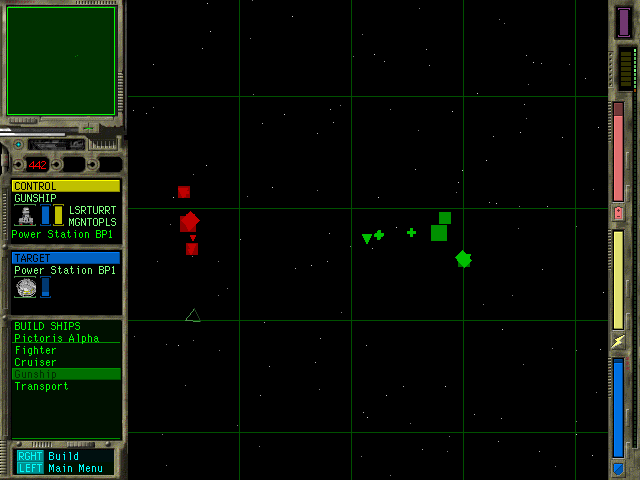 442
CONTROL
GUNSHIP
LSRTURRT
MGNTOPLS
Power Station BP1
TARGET
Power Station BP1
BUILD SHIPS
Pictoris Alpha
Fighter
Cruiser
Gunship
Transport
RGHT Build
LEFT Main Menu